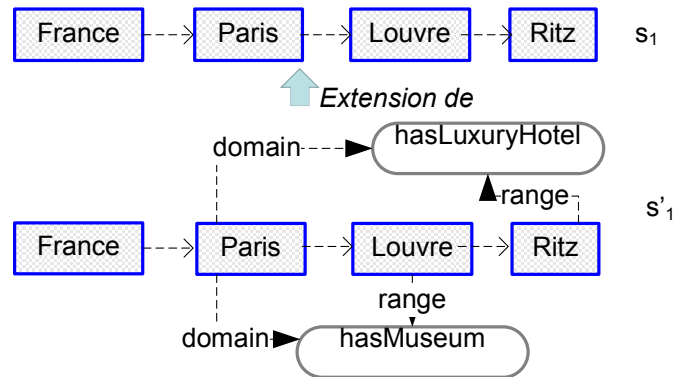 France Paris Louvre Ritz s1
Extension de
hasLuxuryHotel
domain
range
s'1
France Paris Louvre Ritz
range
domain
hasMuseum